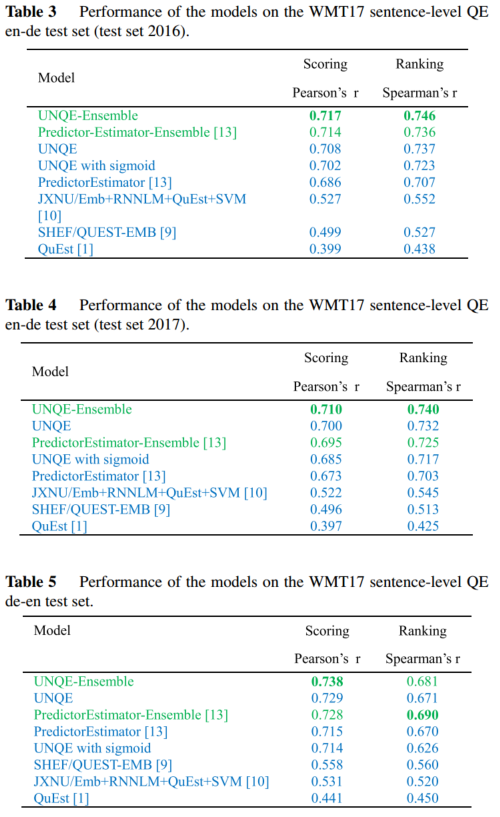 Table 3 Performance of the models on the WMT17 sentence-level QE
en-de test set (test set 2016).
Model Scoring Ranking
Pearson's r Spearman's r
UNQE-Ensemble 0.717 0.746
Predictor-Estimator-Ensemble [13] 0.714 0.736
UNQE 0.708 0.737
UNQE with sigmoid 0.702 0.723
PredictorEstimator [13] 0.686 0.707
JXNU/Emb+RNNLM+QuEst+SVM 0.527 0.552
[10]
SHEF/QUEST-EMB [9] 0.499 0.527
QuEst [1] 0.399 0.438
Table 4 Performance of the models on the WMT17 sentence-level QE
en-de test set (test set 2017).
Model Scoring Ranking
Pearson's r Spearman's r
UNQE-Ensemble 0.710 0.740
UNQE 0.700 0.732
PredictorEstimator-Ensemble [13] 0.695 0.725
UNQE with sigmoid 0.685 0.717
PredictorEstimator [13] 0.673 0.703
JXNU/Emb+RNNLM+QuEst+SVM [10] 0.522 0.545
SHEF/QUEST-EMB [9] 0.496 0.513
QuEst [1] 0.397 0.425
Table 5 Performance of the models on the WMT17 sentence-level QE
de-en test set.
Model Scoring Ranking
Pearson's r Spearman's r
UNQE-Ensemble 0.738 0.681
UNQE 0.729 0.671
PredictorEstimator-Ensemble [13] 0.728 0.690
PredictorEstimator [13] 0.715 0.670
UNQE with sigmoid 0.714 0.626
SHEF/QUEST-EMB [9] 0.558 0.560
JXNU/Emb+RNNLM+QuEst+SVM [10] 0.531 0.520
QuEst [1] 0.441 0.450